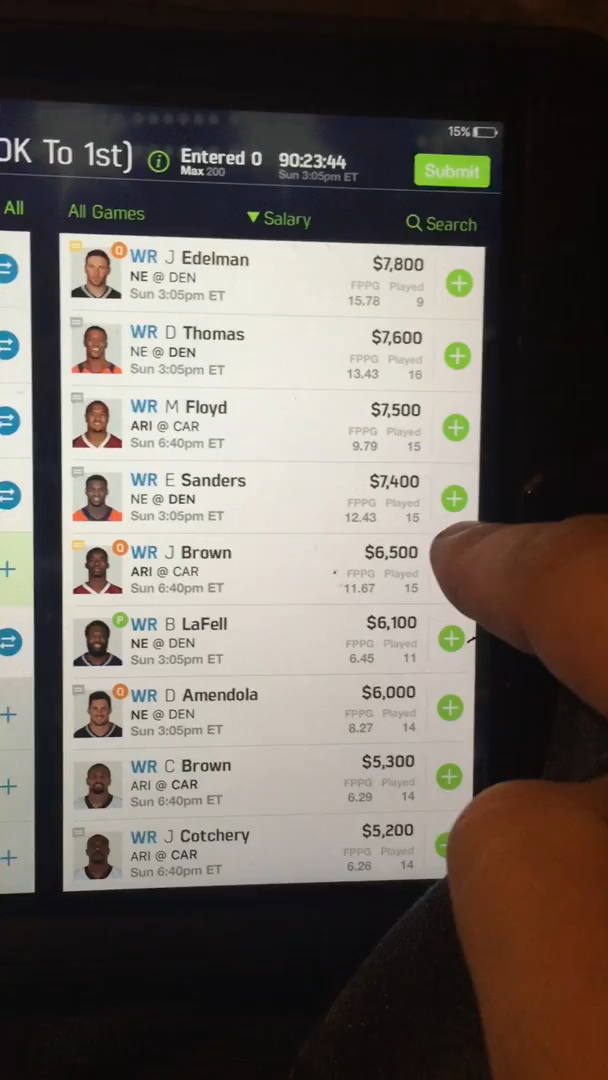 15%
OK To 1st)
Entered 0
Max 200
90:23:44
Sun 3:05pm ET
Submit
All
All Games
Salary
Search
Q
WR J Edelman
$7,800
NE @ DEN
FPPG Played
Sun 3:05pm ET
15.78 9
WR D Thomas
$7,600
NE @ DEN
FPPG Played
Sun 3:05pm ET
13.43 16
WR M Floyd
$7,500
ARI @ CAR
FPPG Played
Sun 6:40pm ET
9.79 15
WR E Sanders
$7,400
NE @ DEN
FPPG Played
Sun 3:05pm ET
12.43 15
Q
WR J Brown
$6,500
ARI @ CAR
FPPG Played
Sun 6:40pm ET
11.67 15
P
WR B LaFell
$6,100
NE @ DEN
FPPG Played
Sun 3:05pm ET
6.45 11
Q
WR D Amendola
$6,000
NE @ DEN
FPPG Played
Sun 3:05pm ET
8.27 14
WR C Brown
$5,300
ARI @ CAR
FPPG Played
Sun 6:40pm ET
6.29 14
WR J Cotchery
$5,200
ARI @ CAR
FPPG Played
Sun 6:40pm ET
6.26 14